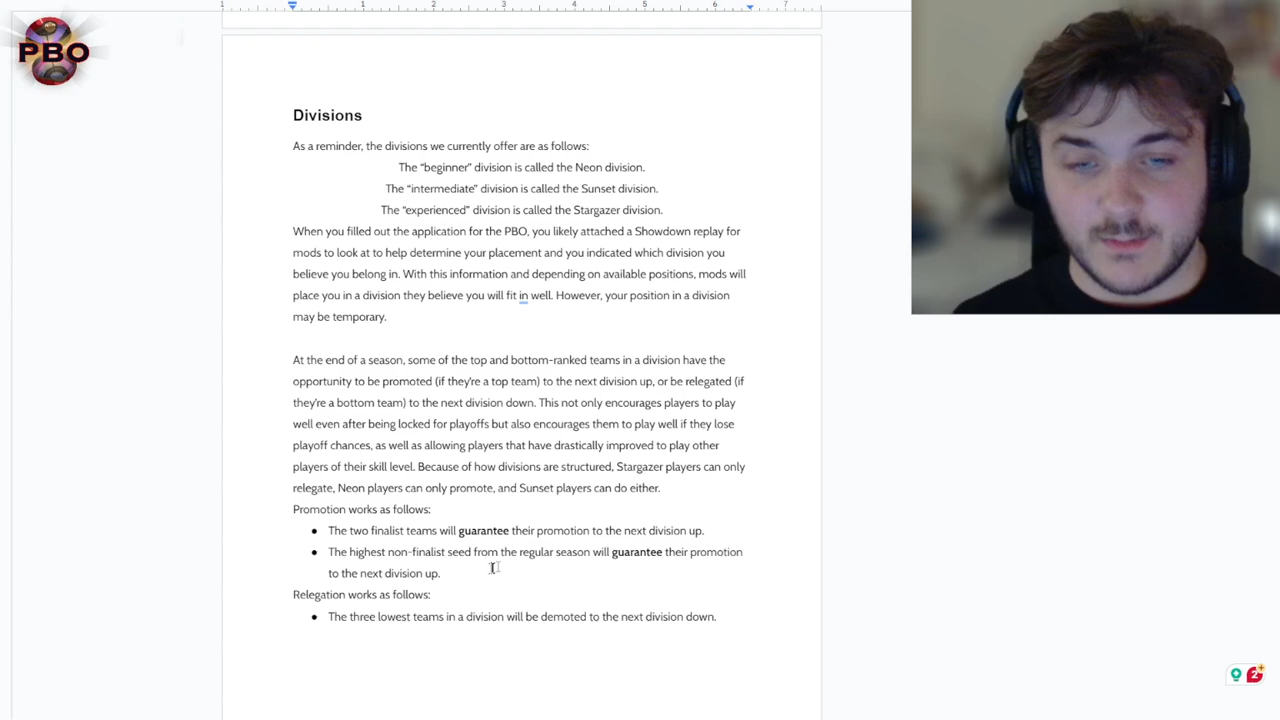 1 1 2 3 4 5 6 7
PBO
Divisions
As a reminder, the divisions we currently offer are as follows:
The “beginner” division is called the Neon division.
The “intermediate” division is called the Sunset division.
The “experienced” division is called the Stargazer division.
When you filled out the application for the PBO, you likely attached a Showdown replay for
mods to look at to help determine your placement and you indicated which division you
believe you belong in. With this information and depending on available positions, mods will
place you in a division they believe you will fit in well. However, your position in a division
may be temporary.
At the end of a season, some of the top and bottom-ranked teams in a division have the
opportunity to be promoted (if they're a top team) to the next division up, or be relegated (if
they're a bottom team) to the next division down. This not only encourages players to play
well even after being locked for playoffs but also encourages them to play well if they lose
playoff chances, as well as allowing players that have drastically improved to play other
players of their skill level. Because of how divisions are structured, Stargazer players can only
relegate, Neon players can only promote, and Sunset players can do either.
Promotion works as follows:
● The two finalist teams will guarantee their promotion to the next division up.
● The highest non-finalist seed from the regular season will guarantee their promotion
to the next division up.
Relegation works as follows:
● The three lowest teams in a division will be demoted to the next division down.
2